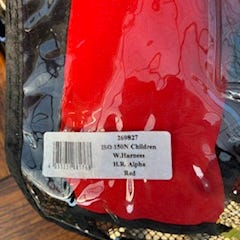 269827
ISO 150N Children
W.Harness
H.R. Alpha
Red